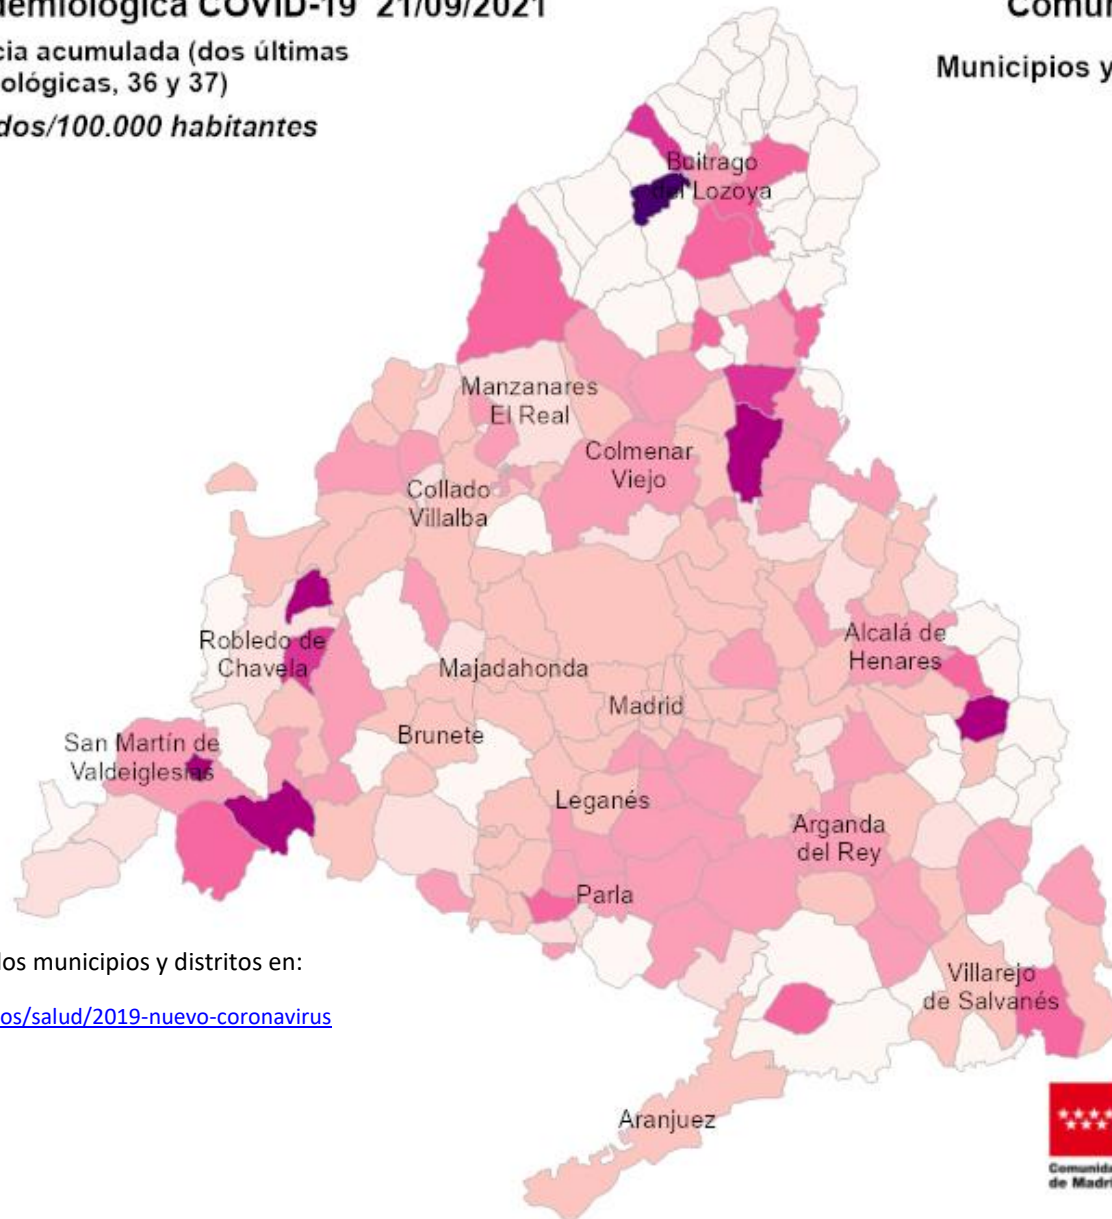 demiológica COVID-19 21/09/2021
Comun
cia acumulada (dos últimas
ológicas, 36 y 37)
Municipios y
dos/100.000 habitantes
Buitrago
del Lozoya
Manzanares
El Real
Colmenar
Viejo
Collado
Villalba
Robledo de
Chavela
Alcalá de
Henares
Majadahonda
Madrid
Brunete
San Martín de
Valdeiglesias
Leganés
Arganda
del Rey
Parla
los municipios y distritos en:
Villarejo
de Salvanés
os/salud/2019-nuevo-coronavirus
Aranjuez
Comunida
de Madri